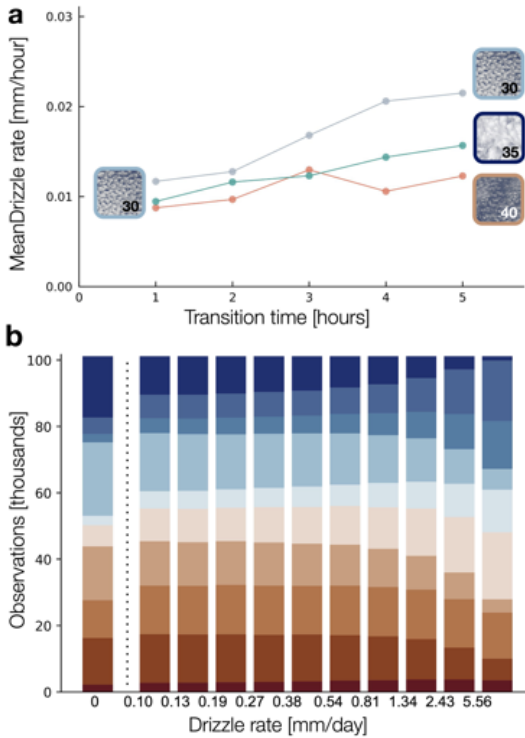 a
MeanDrizzle rate [mm/hour]
0.03
0.02
0.01
0.00
30
30
35
40
0 1 2 3 4 5
Transition time [hours]
b
Observations [thousands]
100
80
60
40
20
0
0 0.10 0.13 0.19 0.27 0.38 0.54 0.81 1.34 2.43 5.56
Drizzle rate [mm/day]